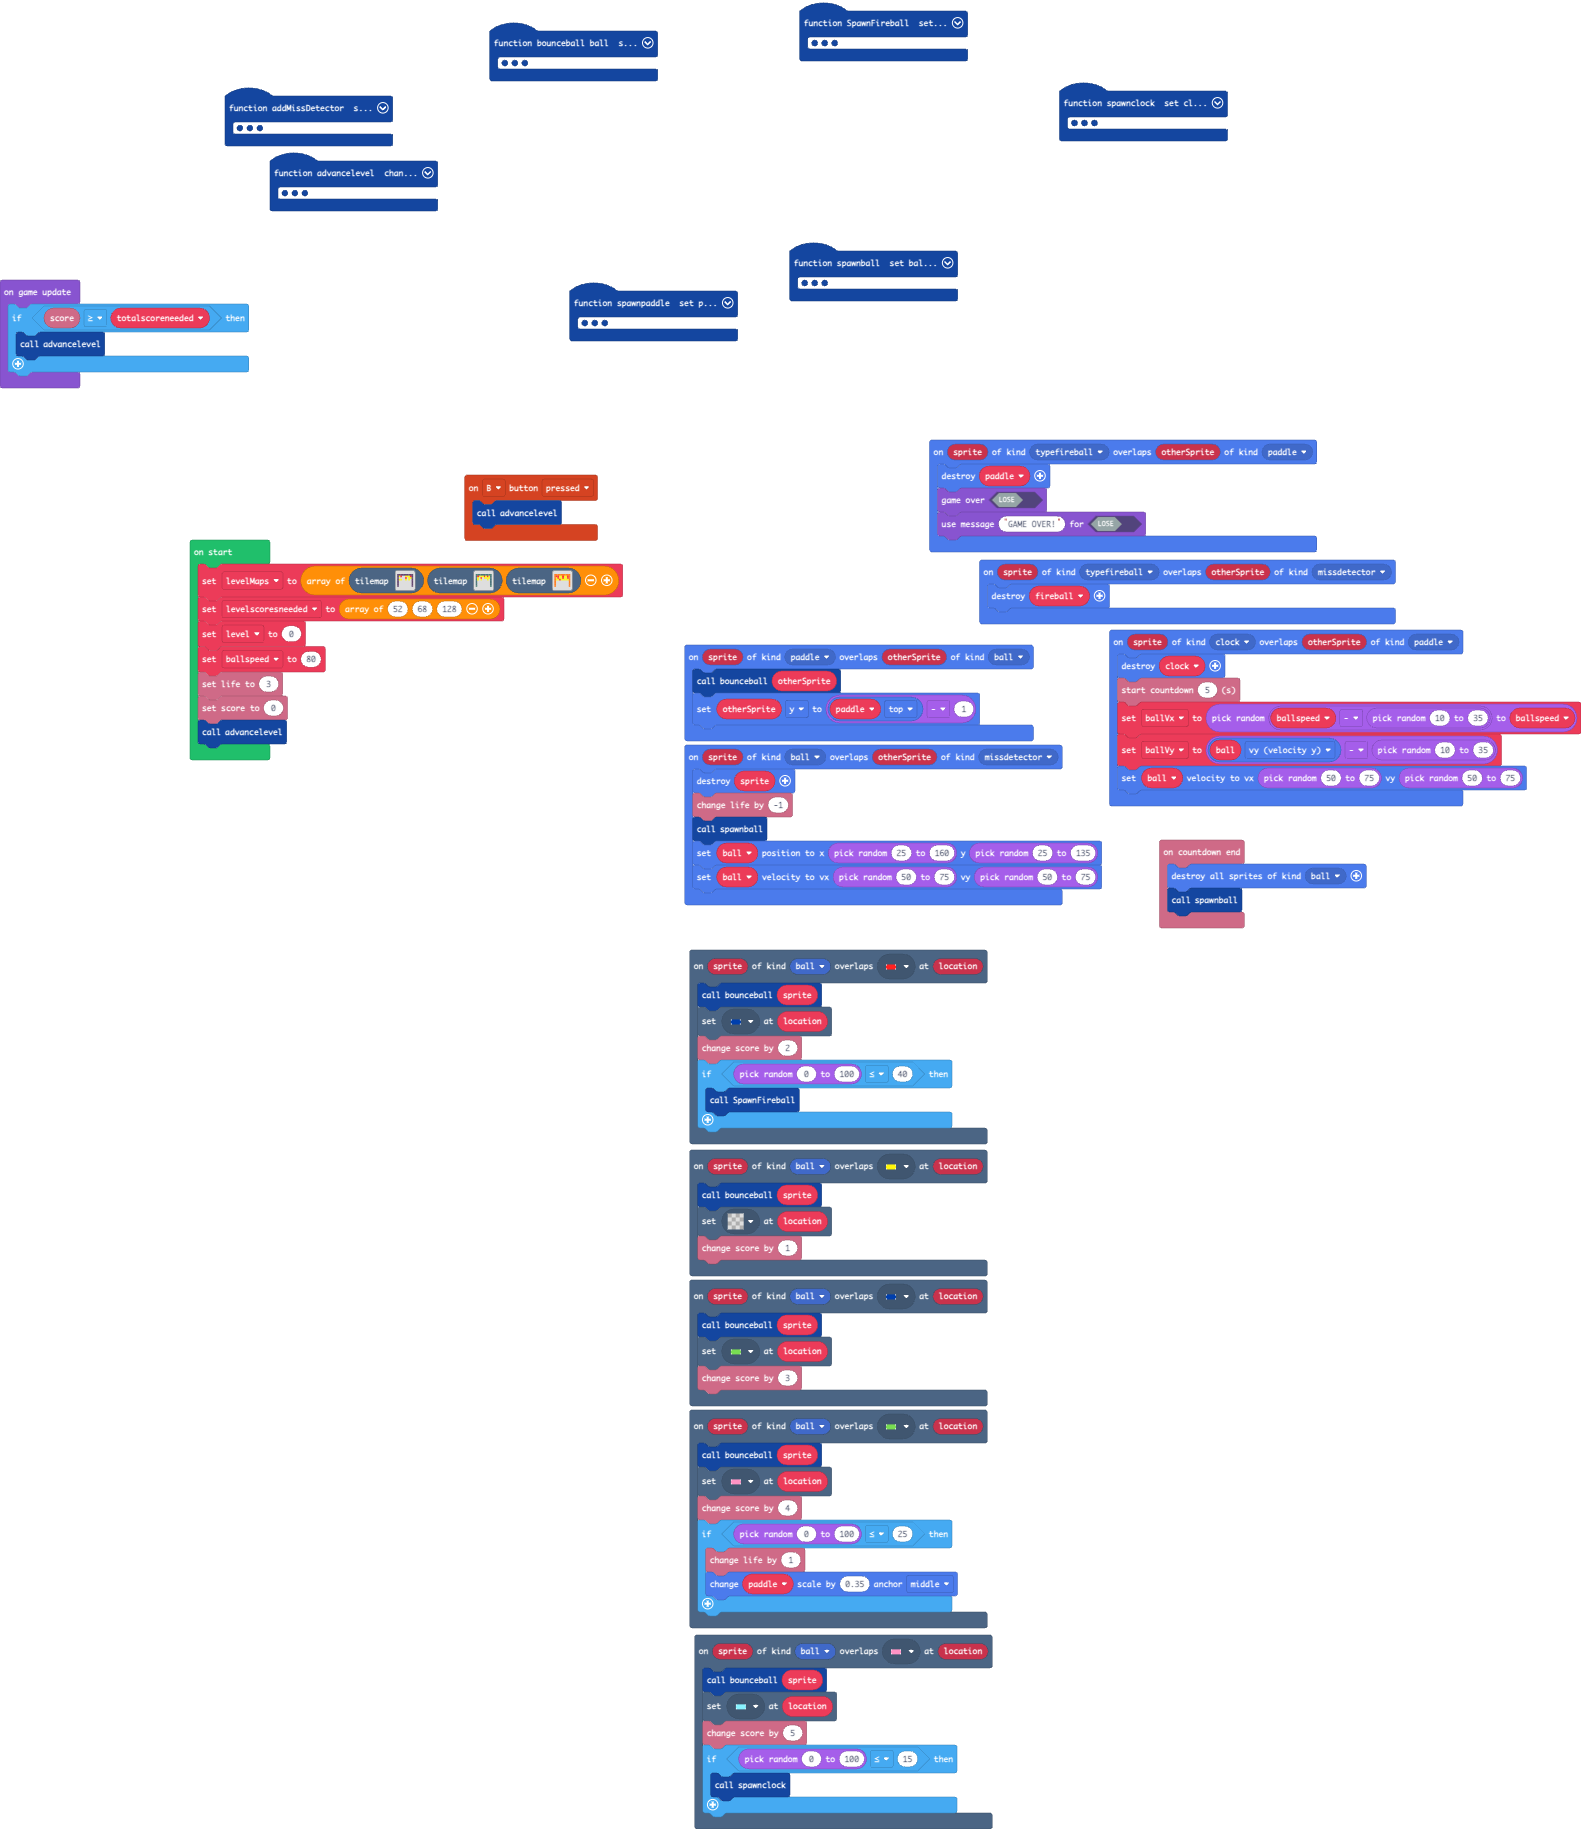 function SpawnFireball set...
function bounceball ball s...
function addMissDetector s...
function spawnclock set cl...
function advancelevel chan...
function spawnball set bal...
function spawnpaddle set p...
on game update
if score ≥ totalscoreneeded then
call advancelevel
on B button pressed
call advancelevel
on start
set levelMaps to array of tilemap tilemap tilemap
set levelscoresneeded to array of 52 68 128
set level to 0
set ballspeed to 80
set life to 3
set score to 0
call advancelevel
on sprite of kind typefireball overlaps otherSprite of kind paddle
destroy paddle
game over LOSE
use message "GAME OVER!" for LOSE
on sprite of kind typefireball overlaps otherSprite of kind missdetector
destroy fireball
on sprite of kind clock overlaps otherSprite of kind paddle
destroy clock
start countdown 5 (s)
set ballVx to pick random ballspeed - pick random 10 to 35 to ballspeed
set ballVy to ball vy (velocity y) - pick random 10 to 35
set ball velocity to vx pick random 50 to 75 vy pick random 50 to 75
on sprite of kind paddle overlaps otherSprite of kind ball
call bounceball otherSprite
set otherSprite y to paddle top - 1
on sprite of kind ball overlaps otherSprite of kind missdetector
destroy sprite
change life by -1
call spawnball
set ball position to x pick random 25 to 160 y pick random 25 to 135
set ball velocity to vx pick random 50 to 75 vy pick random 50 to 75
on countdown end
destroy all sprites of kind ball
call spawnball
on sprite of kind ball overlaps at location
call bounceball sprite
set at location
change score by 2
if pick random 0 to 100 ≤ 40 then
call SpawnFireball
on sprite of kind ball overlaps at location
call bounceball sprite
set at location
change score by 1
on sprite of kind ball overlaps at location
call bounceball sprite
set at location
change score by 3
on sprite of kind ball overlaps at location
call bounceball sprite
set at location
change score by 4
if pick random 0 to 100 ≤ 25 then
change life by 1
change paddle scale by 0.35 anchor middle
on sprite of kind ball overlaps at location
call bounceball sprite
set at location
change score by 5
if pick random 0 to 100 ≤ 15 then
call spawnclock